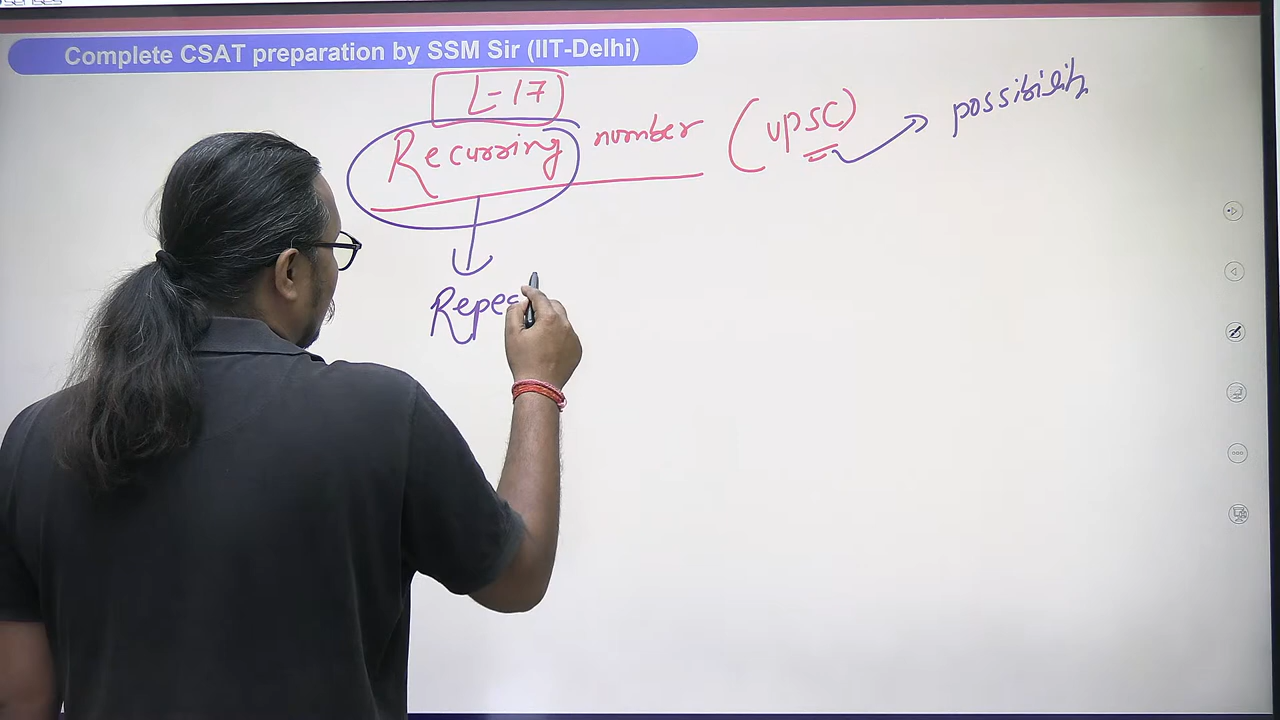 Complete CSAT preparation by SSM Sir (IIT-Delhi)
L-17
Recurring number (UPSC) possibility
Repe